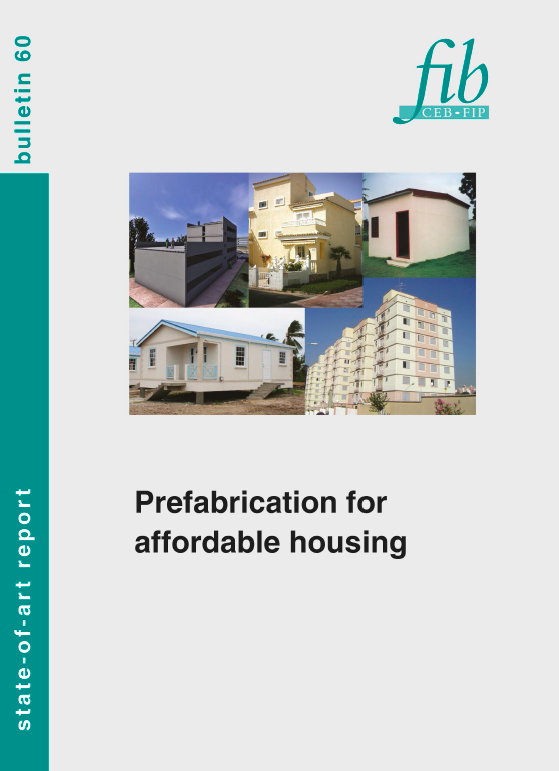 bulletin 60
fib
CEB-FIP
Prefabrication for
affordable housing
state-of-art report